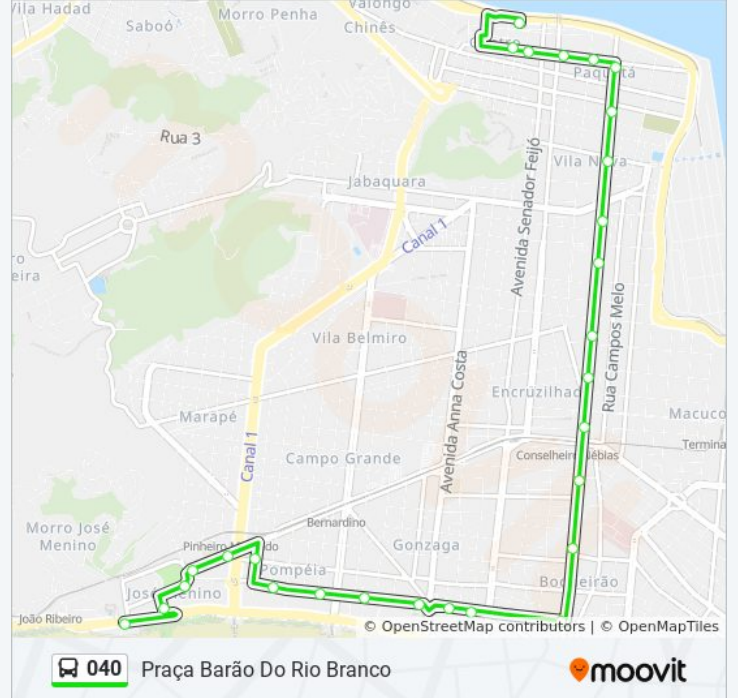 Vila Hadad
Saboó
Morro Penha
Valongo
Chinês
Centro
Paquetá
Rua 3
Jabaquara
Vila Nova
Avenida Senador Feijó
Canal 1
Vila Belmiro
Rua Campos Melo
Encruzilhada
Avenida Anna Costa
Marapé
Macuco
Canal 1
Campo Grande
Conselheiro Nébias
Termina
Morro José
Menino
Bernardino
Pinheiro Machado
Gonzaga
Pompéia
José Menino
Boqueirão
João Ribeiro
© OpenStreetMap contributors | © OpenMapTiles
040 Praça Barão Do Rio Branco
moovit